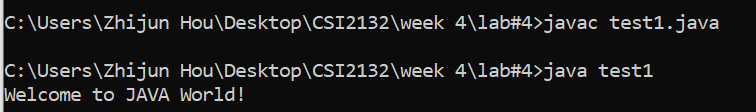 C:\Users\Zhijun Hou\Desktop\CSI2132\week 4\lab#4>javac test1.java
C:\Users\Zhijun Hou\Desktop\CSI2132\week 4\lab#4>java test1
Welcome to JAVA World!